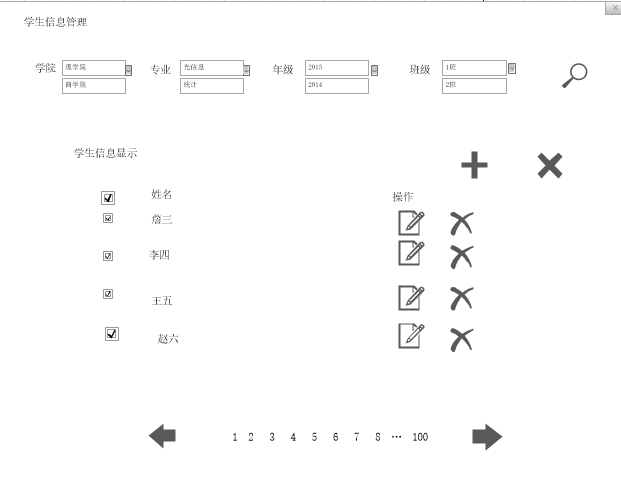 学生信息管理
学院 理学院 专业 光信息 年级 2015 班级 1班
商学院 统计 2014 2班
学生信息显示
姓名 操作
詹三
李四
王五
赵六
1 2 3 4 5 6 7 8 … 100